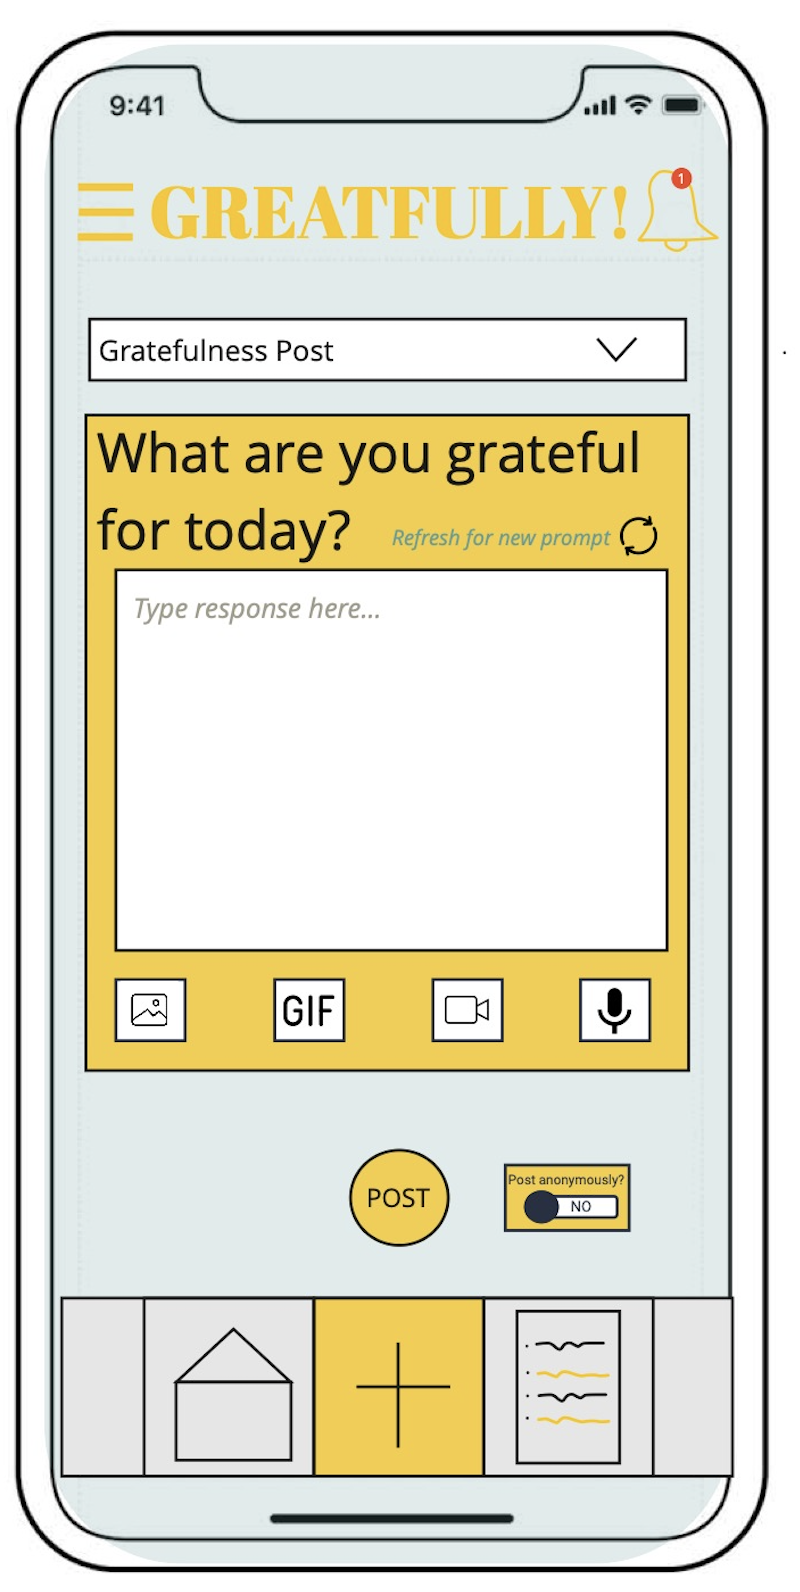 9:41
GREATFULLY!
1
Gratefulness Post
What are you grateful
for today?
Refresh for new prompt
Type response here...
GIF
POST
Post anonymously?
NO